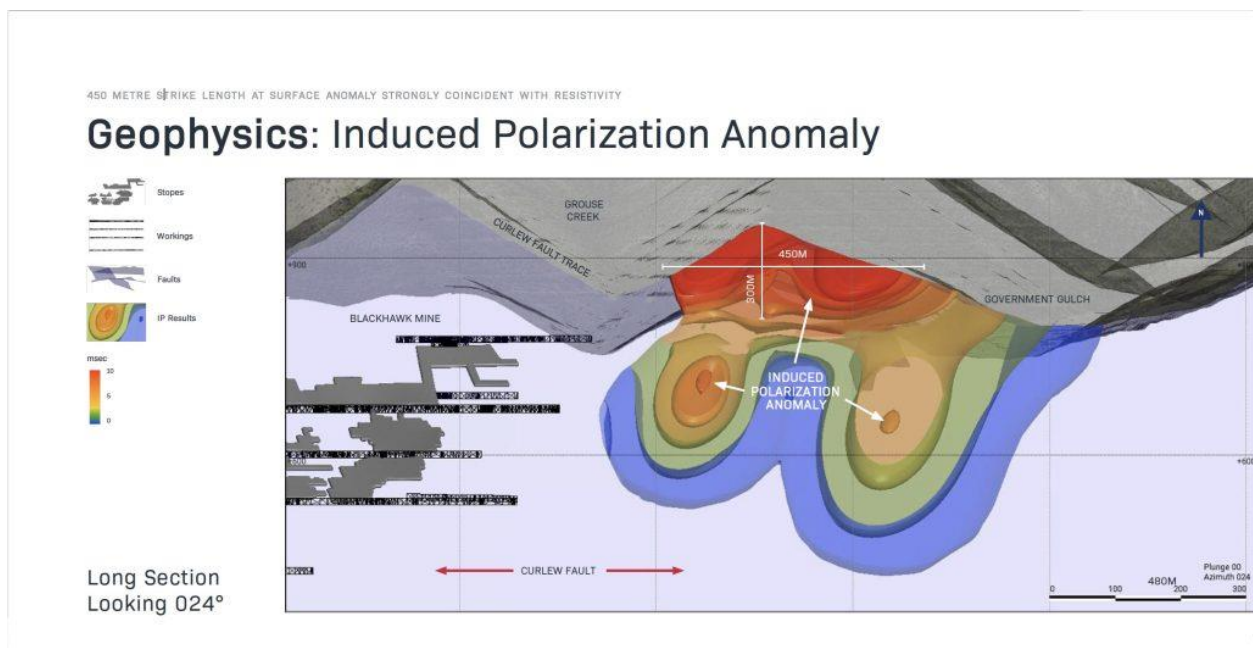 450 METRE STRIKE LENGTH AT SURFACE ANOMALY STRONGLY COINCIDENT WITH RESISTIVITY
Geophysics: Induced Polarization Anomaly
Stopes
Workings
Faults
IP Results
msec
10
5
0
Long Section
Looking 024°
GROUSE
CREEK
CURLEW FAULT TRACE
N
+900
450M
300M
GOVERNMENT GULCH
BLACKHAWK MINE
INDUCED
POLARIZATION
ANOMALY
+600
+600
CURLEW FAULT
Plunge 00
Azimuth 024
480M
0 100 200 300